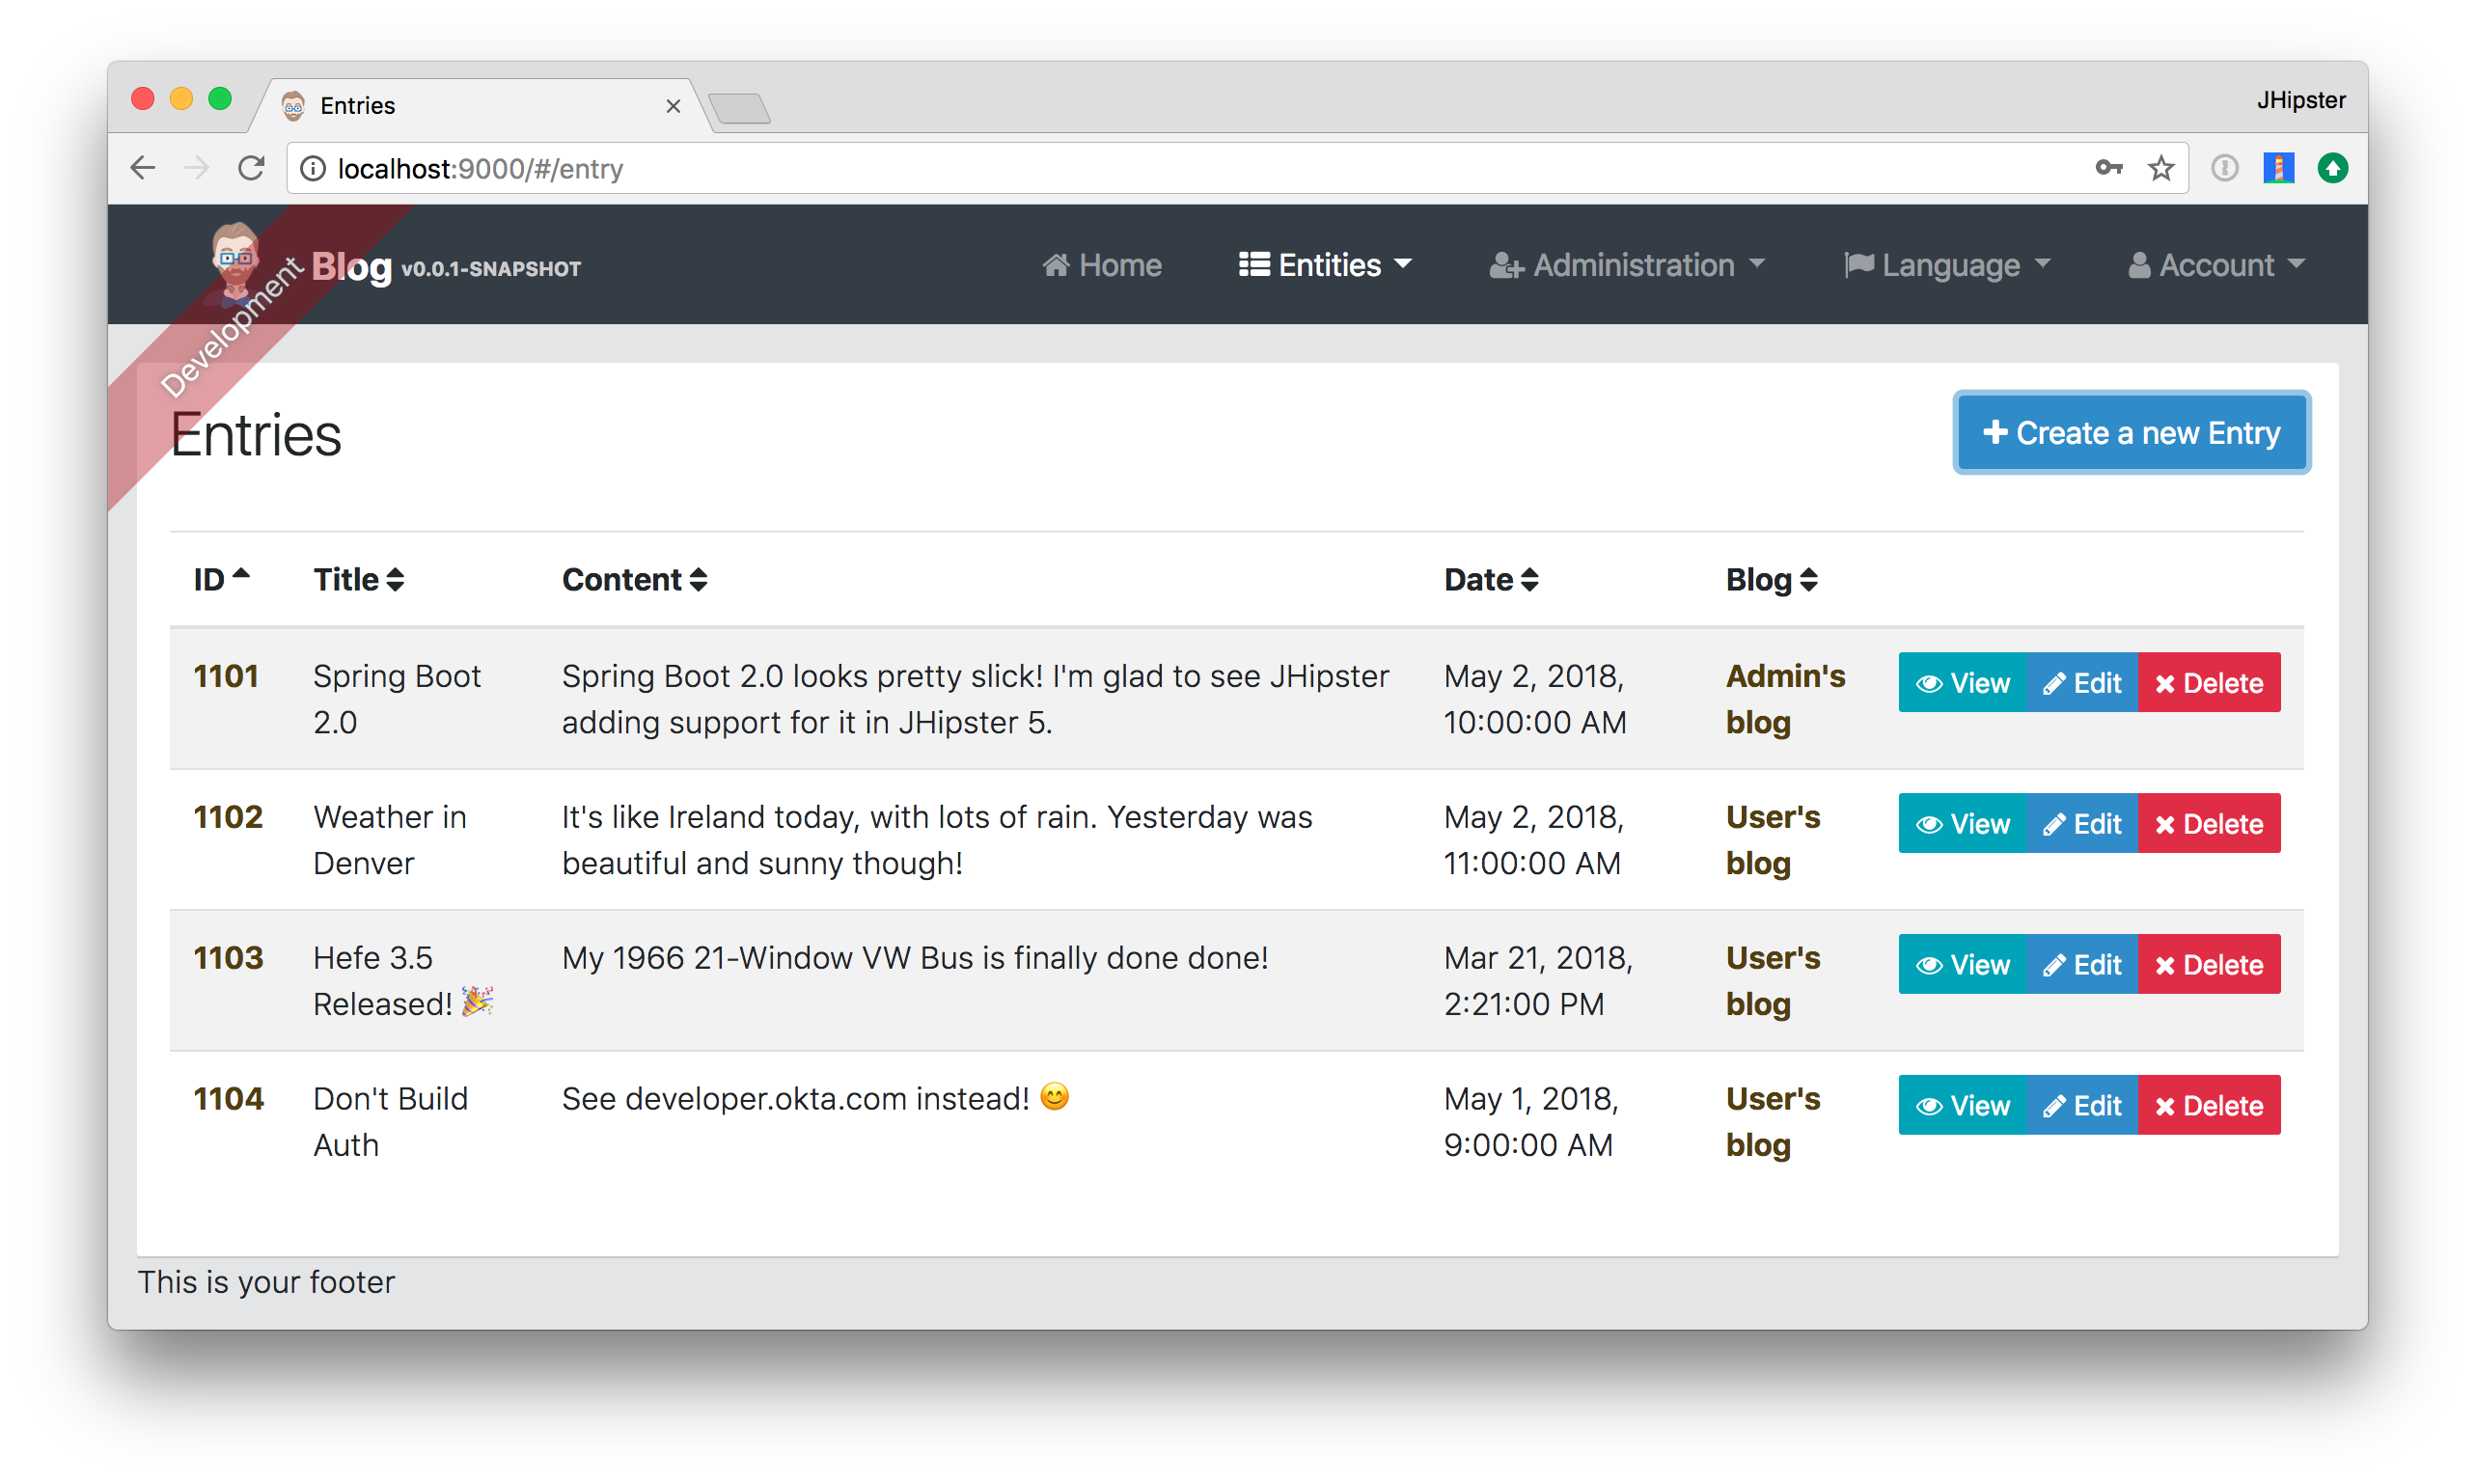 Entries
JHipster
localhost:9000/#/entry
Development
Blog v0.0.1-SNAPSHOT
Home
Entities
Administration
Language
Account
Entries
Create a new Entry
ID Title Content Date Blog
1101
Spring Boot
2.0
Spring Boot 2.0 looks pretty slick! I'm glad to see JHipster
adding support for it in JHipster 5.
May 2, 2018,
10:00:00 AM
Admin's
blog
View Edit Delete
1102
Weather in
Denver
It's like Ireland today, with lots of rain. Yesterday was
beautiful and sunny though!
May 2, 2018,
11:00:00 AM
User's
blog
View Edit Delete
1103
Hefe 3.5
Released! 🎉
My 1966 21-Window VW Bus is finally done done!
Mar 21, 2018,
2:21:00 PM
User's
blog
View Edit Delete
1104
Don't Build
Auth
See developer.okta.com instead! 😊
May 1, 2018,
9:00:00 AM
User's
blog
View Edit Delete
This is your footer